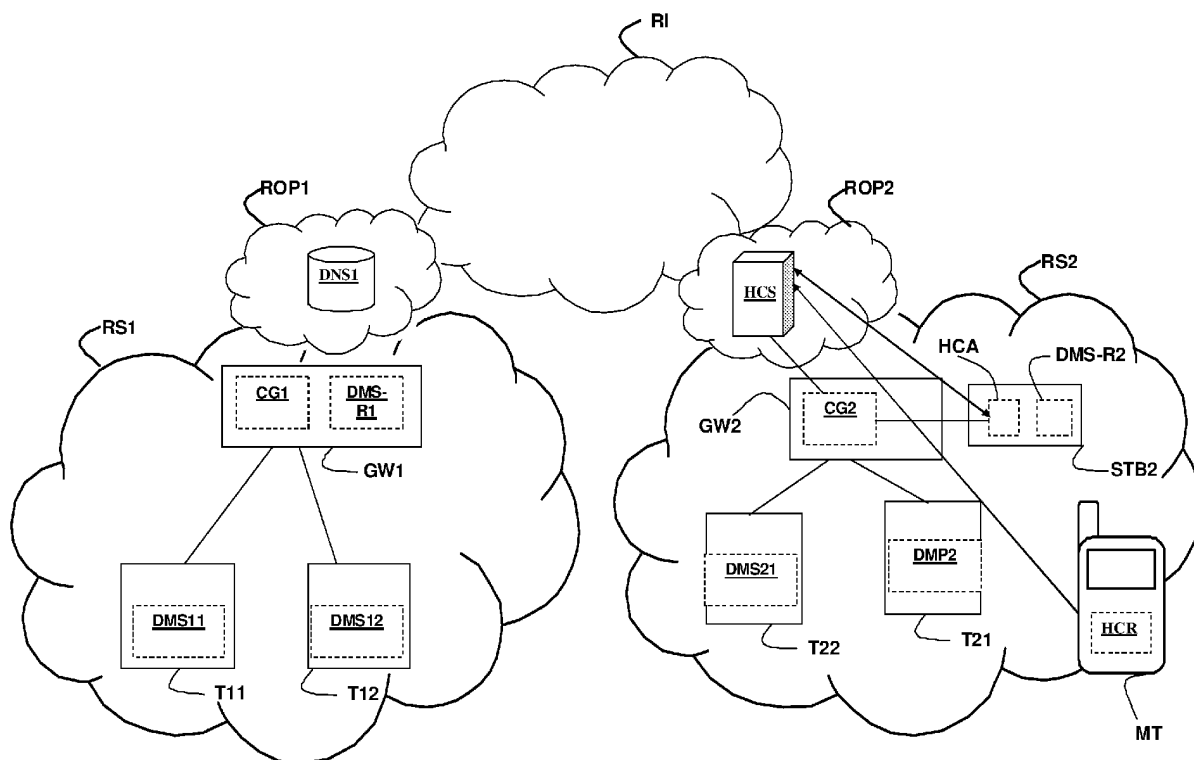 RI
ROP1
ROP2
DNS1
HCS
RS2
RS1
HCA
DMS-R2
CG1
DMS-
R1
CG2
GW2
GW1
STB2
DMS21
DMP2
DMS11
DMS12
HCR
T22
T21
T11
T12
MT